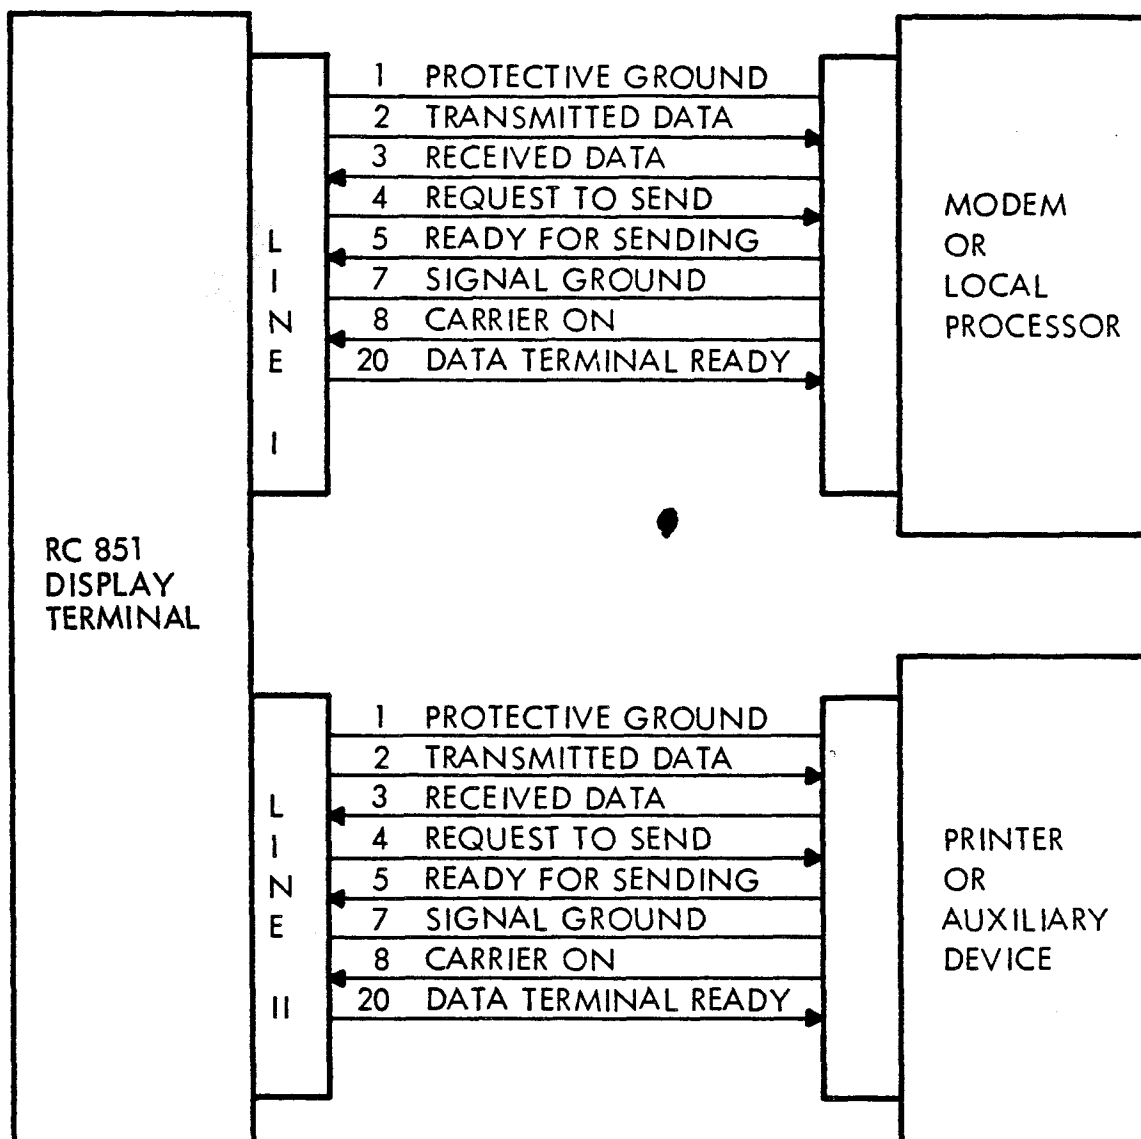 1 PROTECTIVE GROUND
2 TRANSMITTED DATA
3 RECEIVED DATA
4 REQUEST TO SEND
5 READY FOR SENDING
7 SIGNAL GROUND
8 CARRIER ON
20 DATA TERMINAL READY
LINE I
MODEM
OR
LOCAL
PROCESSOR
RC 851
DISPLAY
TERMINAL
1 PROTECTIVE GROUND
2 TRANSMITTED DATA
3 RECEIVED DATA
4 REQUEST TO SEND
5 READY FOR SENDING
7 SIGNAL GROUND
8 CARRIER ON
20 DATA TERMINAL READY
LINE II
PRINTER
OR
AUXILIARY
DEVICE